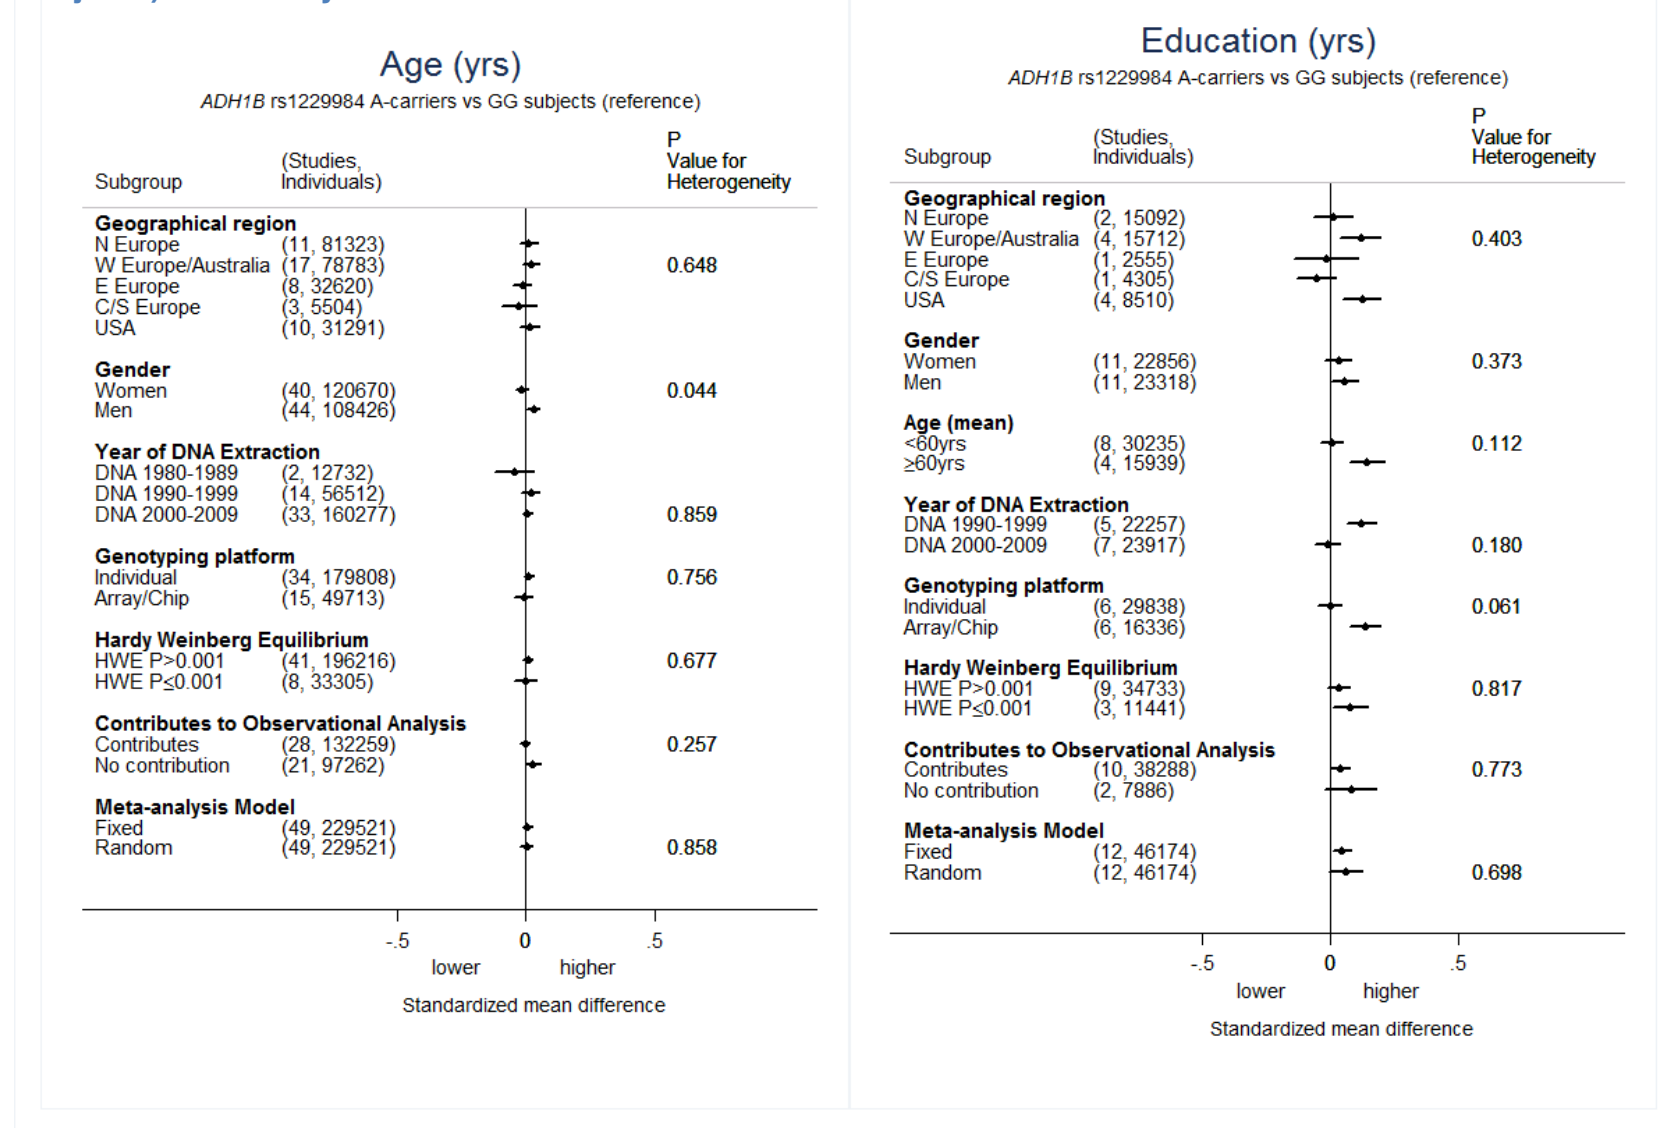 Age (yrs)
ADH1B rs1229984 A-carriers vs GG subjects (reference)
P
(Studies, Value for
Subgroup Individuals) Heterogeneity
Geographical region
N Europe (11, 81323)
W Europe/Australia (17, 78783) 0.648
E Europe (8, 32620)
C/S Europe (3, 5504)
USA (10, 31291)
Gender
Women (40, 120670) 0.044
Men (44, 108426)
Year of DNA Extraction
DNA 1980-1989 (2, 12732)
DNA 1990-1999 (14, 56512)
DNA 2000-2009 (33, 160277) 0.859
Genotyping platform
Individual (34, 179808) 0.756
Array/Chip (15, 49713)
Hardy Weinberg Equilibrium
HWE P>0.001 (41, 196216) 0.677
HWE P≤0.001 (8, 33305)
Contributes to Observational Analysis
Contributes (28, 132259) 0.257
No contribution (21, 97262)
Meta-analysis Model
Fixed (49, 229521)
Random (49, 229521) 0.858
-.5 0 .5
lower higher
Standardized mean difference
Education (yrs)
ADH1B rs1229984 A-carriers vs GG subjects (reference)
P
(Studies, Value for
Subgroup Individuals) Heterogeneity
Geographical region
N Europe (2, 15092)
W Europe/Australia (4, 15712) 0.403
E Europe (1, 2555)
C/S Europe (1, 4305)
USA (4, 8510)
Gender
Women (11, 22856) 0.373
Men (11, 23318)
Age (mean)
<60yrs (8, 30235) 0.112
≥60yrs (4, 15939)
Year of DNA Extraction
DNA 1990-1999 (5, 22257)
DNA 2000-2009 (7, 23917) 0.180
Genotyping platform
Individual (6, 29838) 0.061
Array/Chip (6, 16336)
Hardy Weinberg Equilibrium
HWE P>0.001 (9, 34733) 0.817
HWE P≤0.001 (3, 11441)
Contributes to Observational Analysis
Contributes (10, 38288) 0.773
No contribution (2, 7886)
Meta-analysis Model
Fixed (12, 46174)
Random (12, 46174) 0.698
-.5 0 .5
lower higher
Standardized mean difference